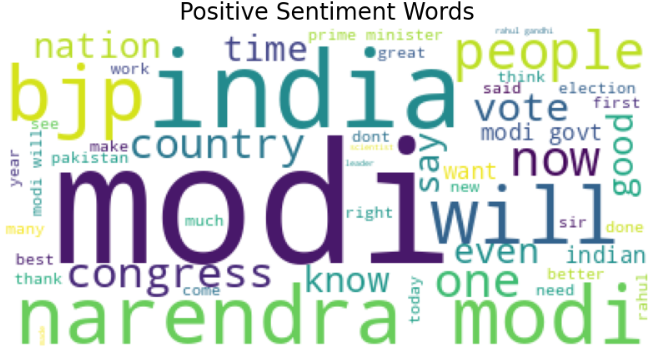 Positive Sentiment Words
rahul gandhi
prime minister
nation
time
great
people
work
think
bjp
india
said
election
vote
first
see
dont
modi govt
country
scientist
make
say
now
good
pakistan
leader
want
year
modi will
modi
new
will
much
right
sir
many
done
even
best
indian
congress
know
better
thank
one
come
need
today
rahul
narendra modi